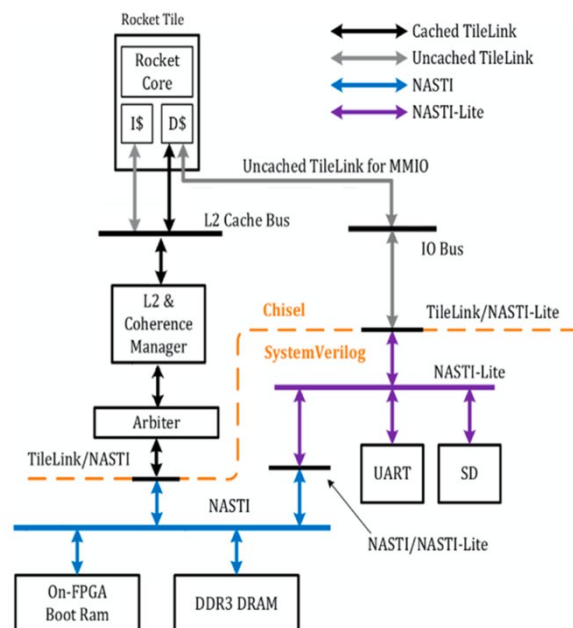 Rocket Tile
Rocket
Core
I$
D$
Cached TileLink
Uncached TileLink
NASTI
NASTI-Lite
Uncached TileLink for MMIO
L2 Cache Bus
IO Bus
L2 &
Coherence
Manager
Chisel
TileLink/NASTI-Lite
SystemVerilog
NASTI-Lite
Arbiter
TileLink/NASTI
UART
SD
NASTI
NASTI/NASTI-Lite
On-FPGA
Boot Ram
DDR3 DRAM